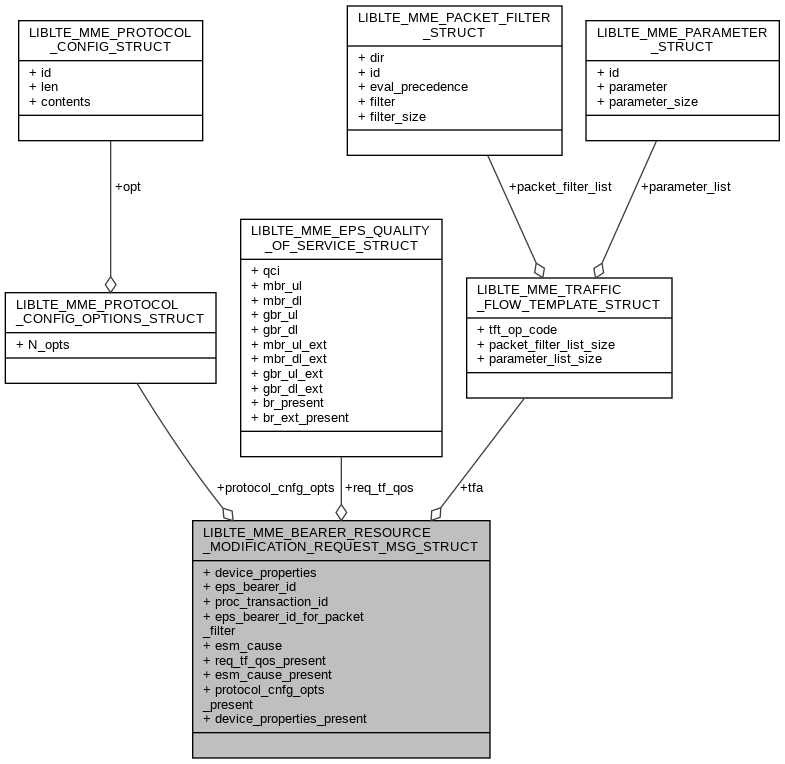 LIBLTE_MME_PROTOCOL
_CONFIG_STRUCT
+ id
+ len
+ contents
LIBLTE_MME_PACKET_FILTER
_STRUCT
+ dir
+ id
+ eval_precedence
+ filter
+ filter_size
LIBLTE_MME_PARAMETER
_STRUCT
+ id
+ parameter
+ parameter_size
+opt
+packet_filter_list
+parameter_list
LIBLTE_MME_PROTOCOL
_CONFIG_OPTIONS_STRUCT
+ N_opts
LIBLTE_MME_EPS_QUALITY
_OF_SERVICE_STRUCT
+ qci
+ mbr_ul
+ mbr_dl
+ gbr_ul
+ gbr_dl
+ mbr_ul_ext
+ mbr_dl_ext
+ gbr_ul_ext
+ gbr_dl_ext
+ br_present
+ br_ext_present
LIBLTE_MME_TRAFFIC
_FLOW_TEMPLATE_STRUCT
+ tft_op_code
+ packet_filter_list_size
+ parameter_list_size
+protocol_cnfg_opts
+req_tf_qos
+tfa
LIBLTE_MME_BEARER_RESOURCE
_MODIFICATION_REQUEST_MSG_STRUCT
+ device_properties
+ eps_bearer_id
+ proc_transaction_id
+ eps_bearer_id_for_packet
_filter
+ esm_cause
+ req_tf_qos_present
+ esm_cause_present
+ protocol_cnfg_opts
_present
+ device_properties_present